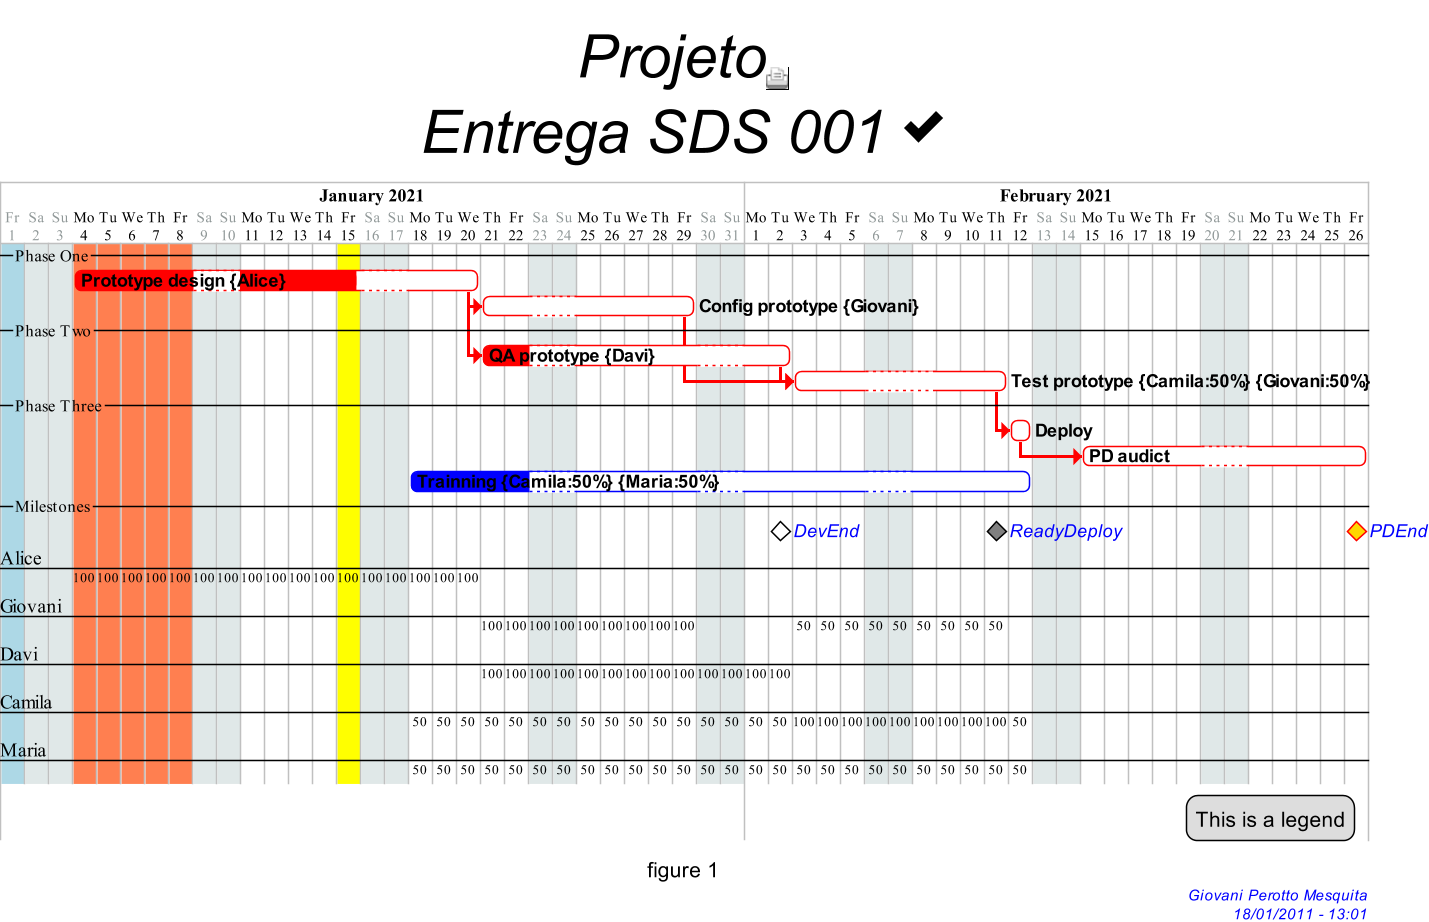 Projeto
Entrega SDS 001
January 2021 February 2021
Fr Sa Su Mo Tu We Th Fr Sa Su Mo Tu We Th Fr Sa Su Mo Tu We Th Fr Sa Su Mo Tu We Th Fr Sa Su Mo Tu We Th Fr Sa Su Mo Tu We Th Fr Sa Su Mo Tu We Th Fr Sa Su Mo Tu We Th Fr
1 2 3 4 5 6 7 8 9 10 11 12 13 14 15 16 17 18 19 20 21 22 23 24 25 26 27 28 29 30 31 1 2 3 4 5 6 7 8 9 10 11 12 13 14 15 16 17 18 19 20 21 22 23 24 25 26
Phase One
Prototype design {Alice}
Config prototype {Giovani}
Phase Two
QA prototype {Davi}
Test prototype {Camila:50%} {Giovani:50%}
Phase Three
Deploy
PD audict
Trainning {Camila:50%} {Maria:50%}
Milestones
DevEnd ReadyDeploy PDEnd
Alice
100 100 100 100 100 100 100 100 100 100 100 100 100 100 100 100 100
Giovani
100 100 100 100 100 100 100 100 100 50 50 50 50 50 50 50 50 50
Davi
100 100 100 100 100 100 100 100 100 100 100 100 100
Camila
50 50 50 50 50 50 50 50 50 50 50 50 50 50 50 50 100 100 100 100 100 100 100 100 100 50
Maria
50 50 50 50 50 50 50 50 50 50 50 50 50 50 50 50 50 50 50 50 50 50 50 50 50 50
This is a legend
figure 1
Giovani Perotto Mesquita
18/01/2011 - 13:01